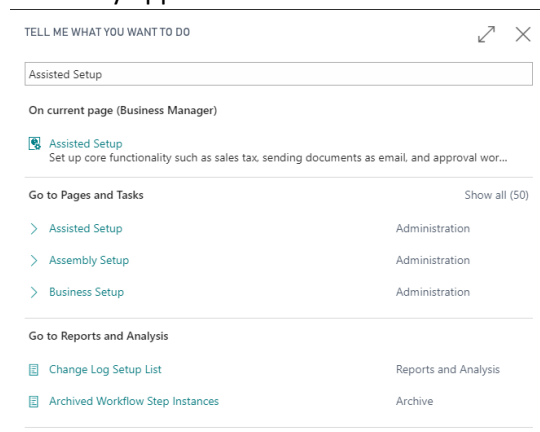 TELL ME WHAT YOU WANT TO DO
Assisted Setup
On current page (Business Manager)
Assisted Setup
Set up core functionality such as sales tax, sending documents as email, and approval wor...
Go to Pages and Tasks Show all (50)
Assisted Setup Administration
Assembly Setup Administration
Business Setup Administration
Go to Reports and Analysis
Change Log Setup List Reports and Analysis
Archived Workflow Step Instances Archive